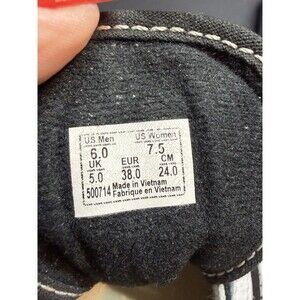 US Men US Women
6.0 7.5
UK EUR CM
5.0 38.0 24.0
500714 Made in Vietnam
Fabrique en Vietnam